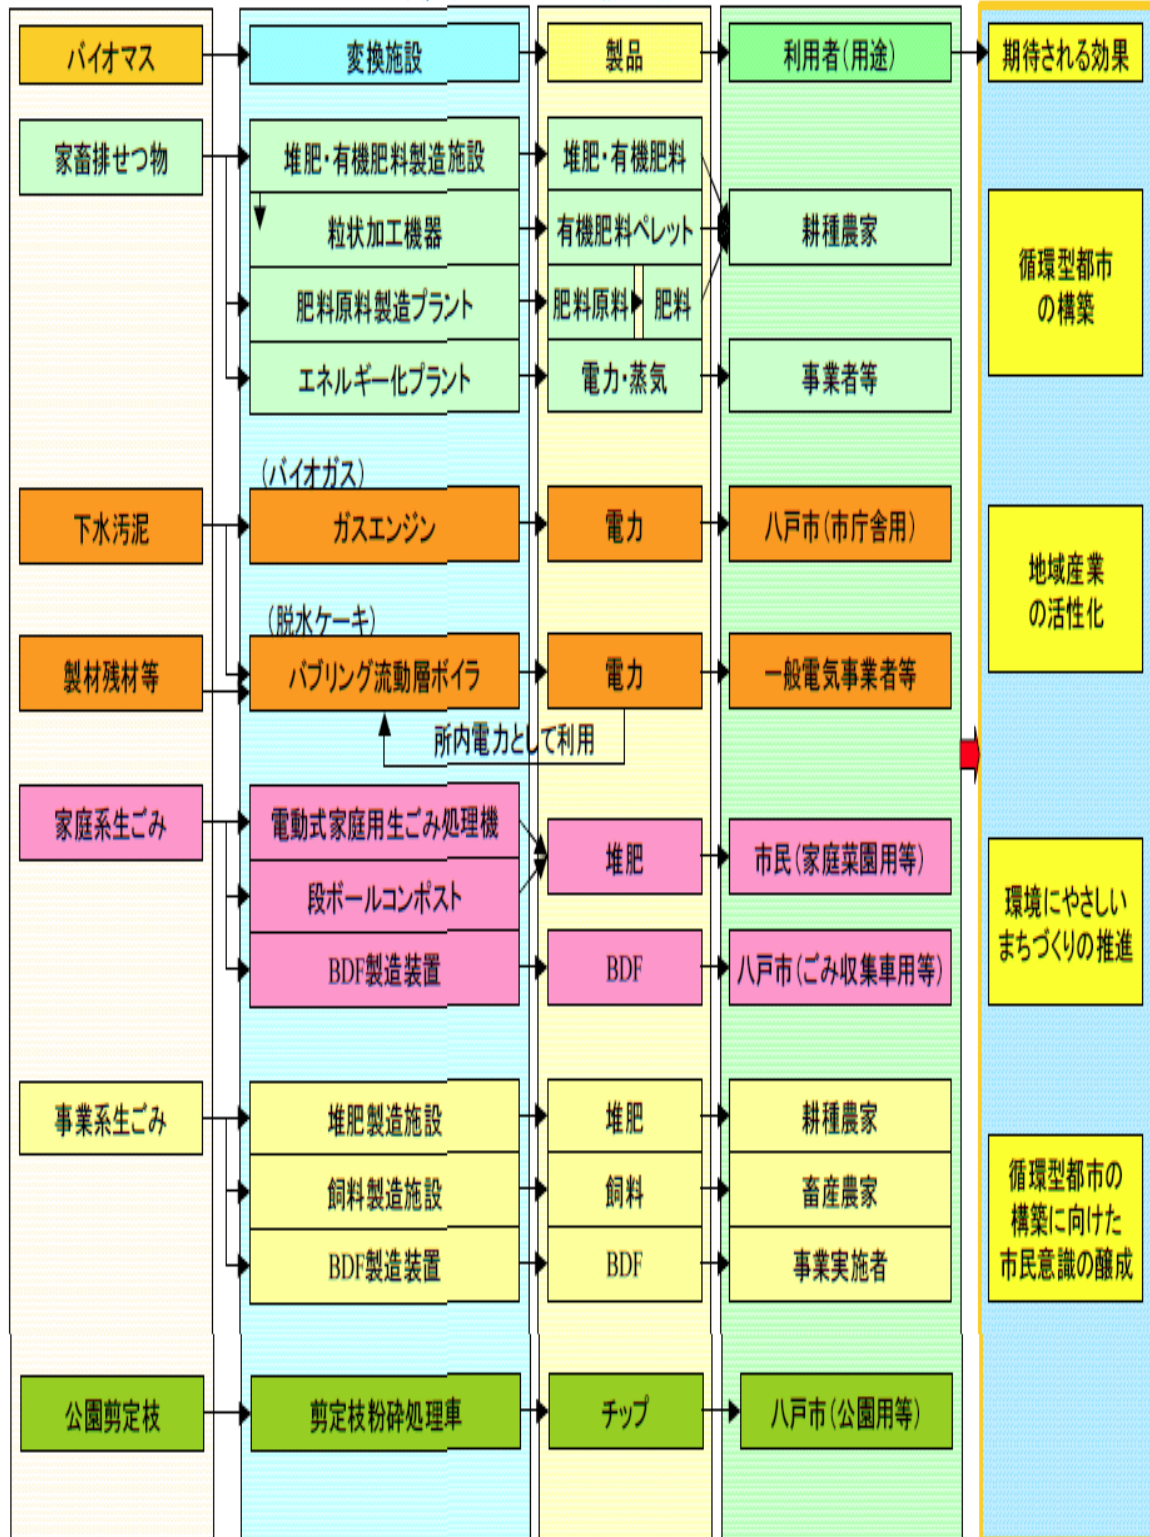 バイオマス
変換施設
製品
利用者(用途)
期待される効果
家畜排せつ物
堆肥・有機肥料製造施設
堆肥・有機肥料
粒状加工機器
有機肥料ペレット
耕種農家
肥料原料製造プラント
肥料原料
肥料
エネルギー化プラント
電力・蒸気
事業者等
循環型都市
の構築
(バイオガス)
下水汚泥
ガスエンジン
電力
八戸市(市庁舎用)
地域産業
の活性化
(脱水ケーキ)
製材残材等
バブリング流動層ボイラ
電力
一般電気事業者等
所内電力として利用
家庭系生ごみ
電動式家庭用生ごみ処理機
段ボールコンポスト
堆肥
市民(家庭菜園用等)
BDF製造装置
BDF
八戸市(ごみ収集車用等)
環境にやさしい
まちづくりの推進
事業系生ごみ
堆肥製造施設
堆肥
耕種農家
飼料製造施設
飼料
畜産農家
BDF製造装置
BDF
事業実施者
循環型都市の
構築に向けた
市民意識の醸成
公園剪定枝
剪定枝粉砕処理車
チップ
八戸市(公園用等)